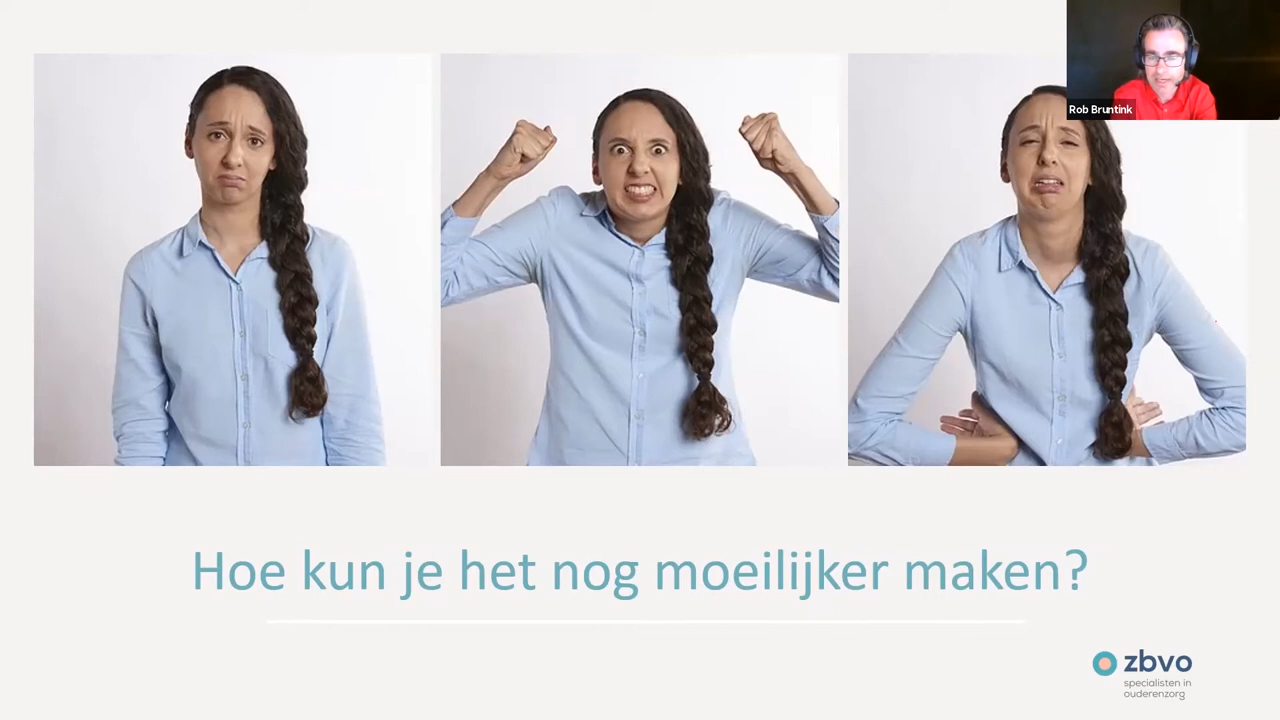 Rob Bruntink
Hoe kun je het nog moeilijker maken?
zbvo
specialisten in
ouderenzorg